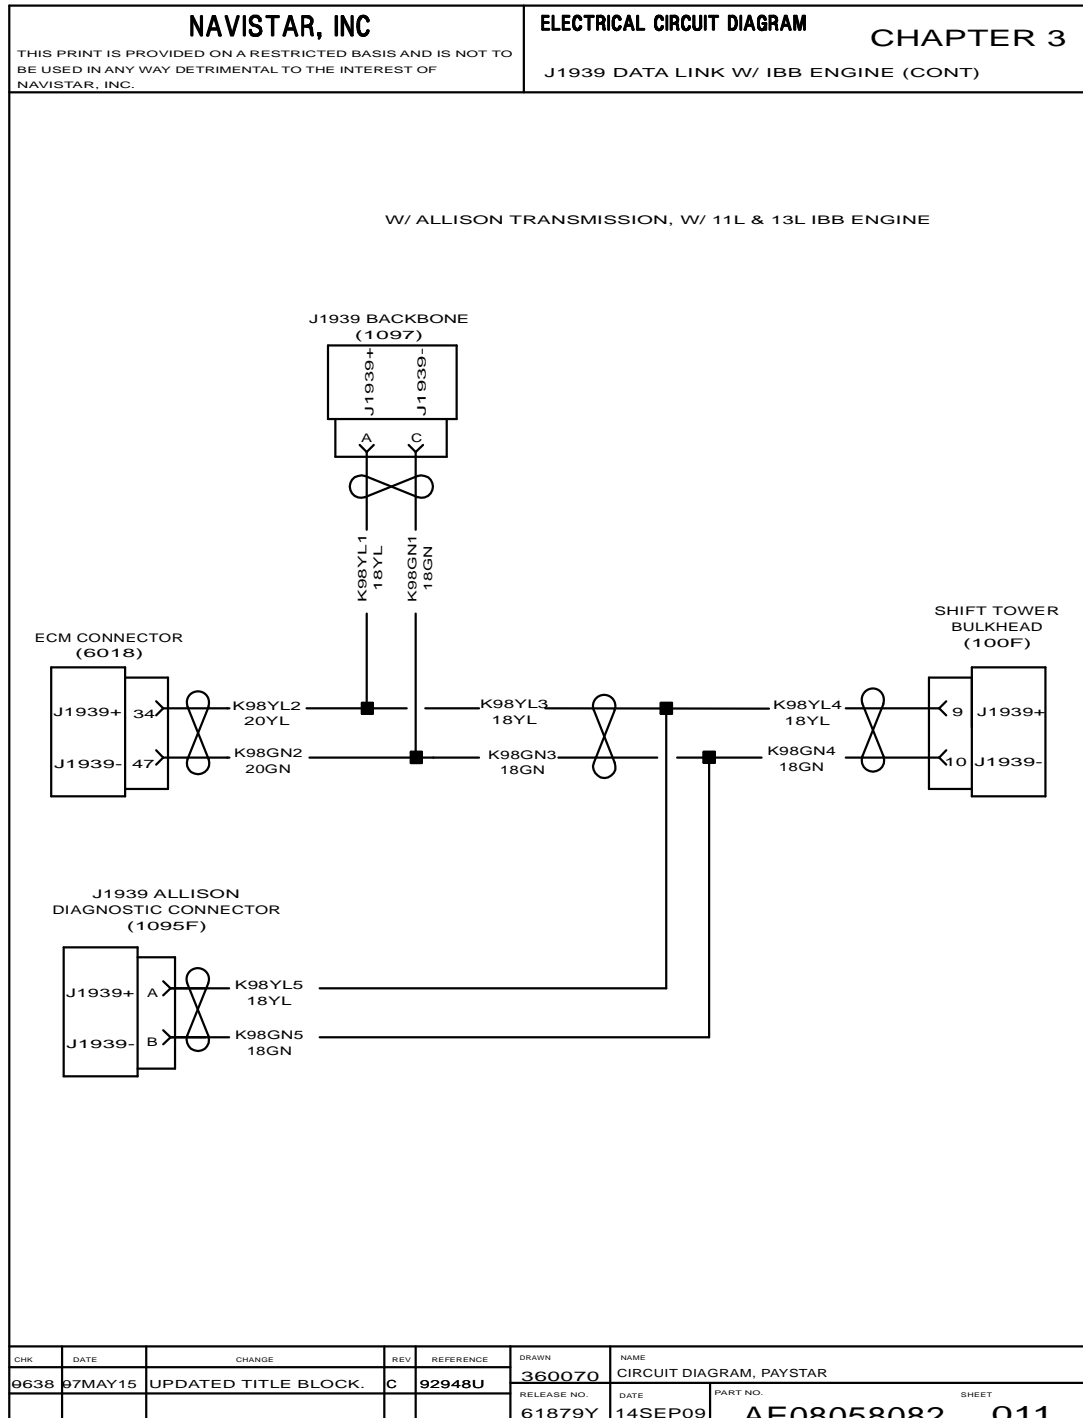 NAVISTAR, INC
THIS PRINT IS PROVIDED ON A RESTRICTED BASIS AND IS NOT TO
BE USED IN ANY WAY DETRIMENTAL TO THE INTEREST OF
NAVISTAR, INC.
ELECTRICAL CIRCUIT DIAGRAM
CHAPTER 3
J1939 DATA LINK W/ IBB ENGINE (CONT)
W/ ALLISON TRANSMISSION, W/ 11L & 13L IBB ENGINE
J1939 BACKBONE
(1097)
J1939+
J1939-
A
C
K98YL1
18YL
K98GN1
18GN
ECM CONNECTOR
(6018)
J1939+
34
J1939-
47
K98YL2
20YL
K98GN2
20GN
K98YL3
18YL
K98GN3
18GN
K98YL4
18YL
K98GN4
18GN
SHIFT TOWER
BULKHEAD
(100F)
9
J1939+
10
J1939-
J1939 ALLISON
DIAGNOSTIC CONNECTOR
(1095F)
J1939+
A
J1939-
B
K98YL5
18YL
K98GN5
18GN
CHK
DATE
CHANGE
REV
REFERENCE
07MAY15
UPDATED TITLE BLOCK.
C
92948U
DRAWN
360070
NAME
CIRCUIT DIAGRAM, PAYSTAR
RELEASE NO.
61879Y
DATE
14SEP09
PART NO.
AE08058082
SHEET
011